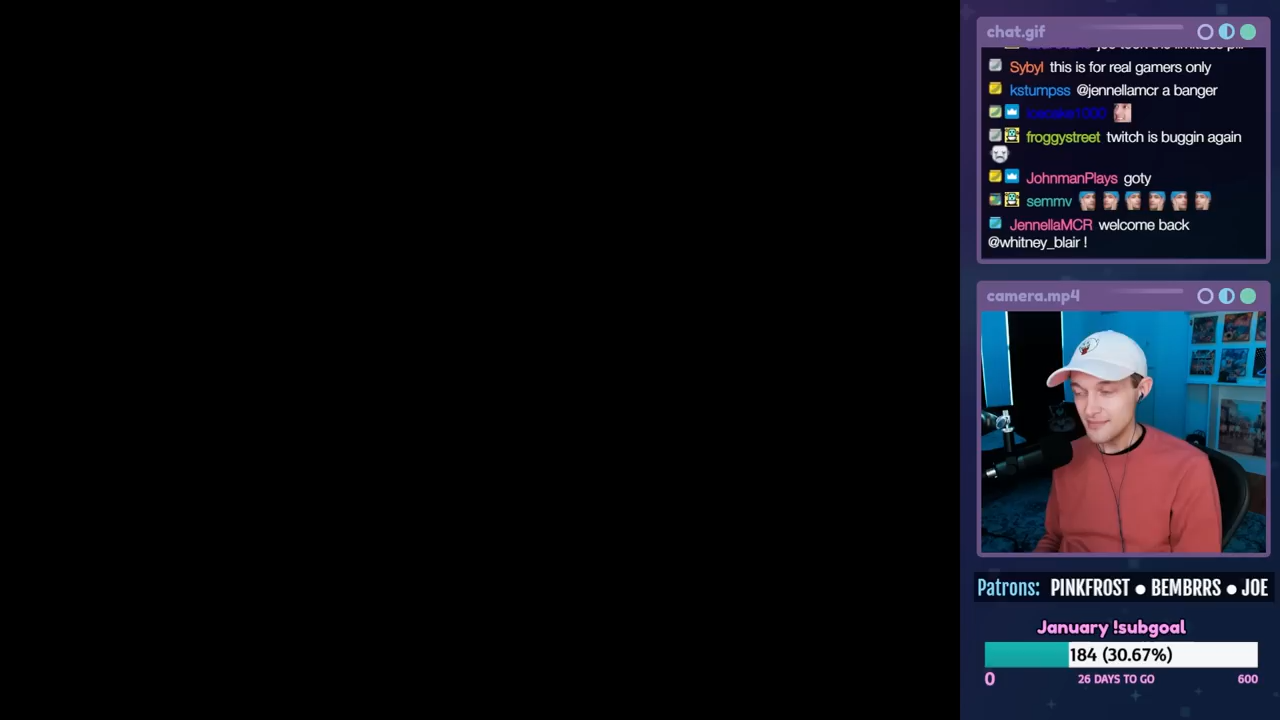 chat.gif
Sybyl this is for real gamers only
kstumpss @jennellamcr a banger
froggystreet twitch is buggin again
JohnmanPlays goty
semmv
JennellaMCR welcome back
@whitney_blair !
camera.mp4
Patrons: PINKFROST ● BEMBRRS ● JOE
January !subgoal
184 (30.67%)
0 26 DAYS TO GO 600